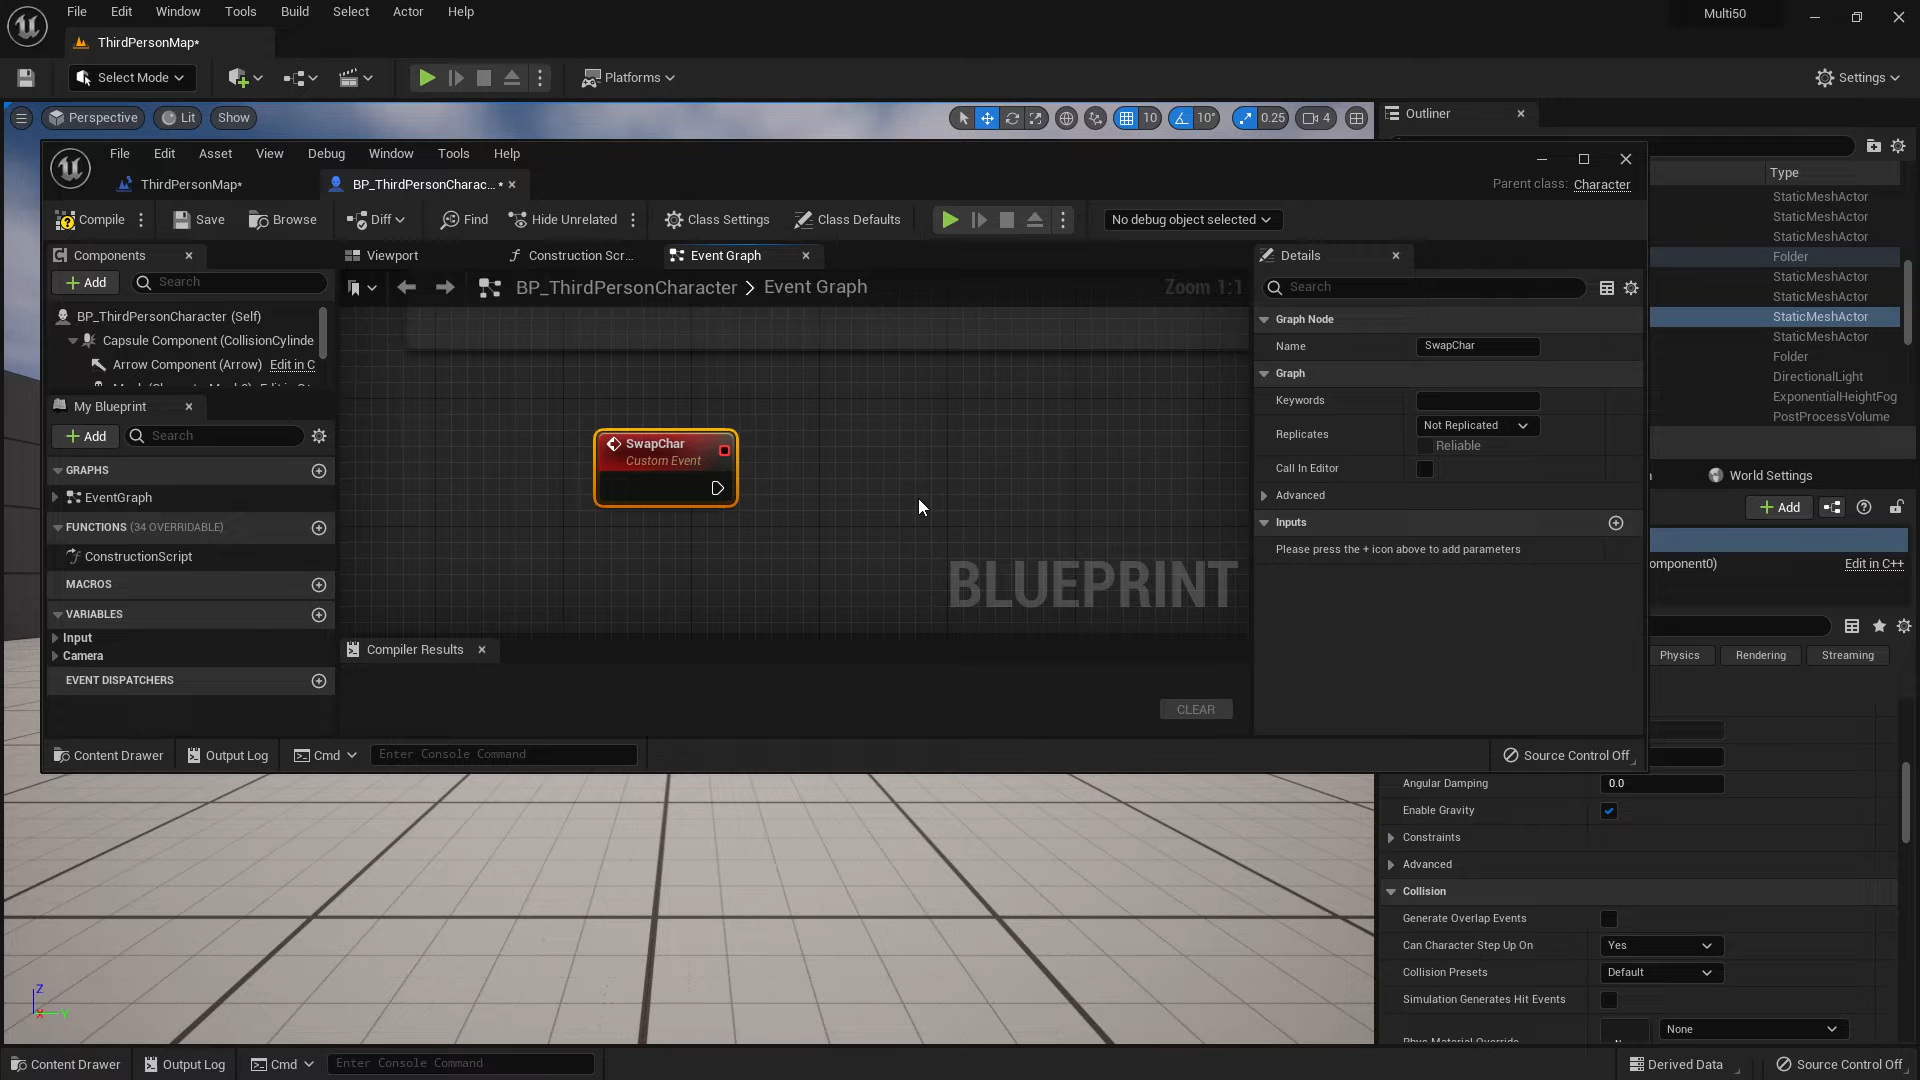 File Edit Window Tools Build Select Actor Help
Multi50
ThirdPersonMap*
Select Mode
Platforms
Settings
Perspective Lit Show
10 10° 0.25 4
Outliner
File Edit Asset View Debug Window Tools Help
ThirdPersonMap*
BP_ThirdPersonCharac... *
Parent class: Character
Type
Compile Save Browse Diff Find Hide Unrelated Class Settings Class Defaults
No debug object selected
StaticMeshActor
StaticMeshActor
StaticMeshActor
Folder
StaticMeshActor
StaticMeshActor
StaticMeshActor
StaticMeshActor
Folder
DirectionalLight
ExponentialHeightFog
PostProcessVolume
Components
Add
Search
BP_ThirdPersonCharacter (Self)
Capsule Component (CollisionCylinde
Arrow Component (Arrow) Edit in C
My Blueprint
Add
Search
GRAPHS
EventGraph
FUNCTIONS (34 OVERRIDABLE)
ConstructionScript
MACROS
VARIABLES
Input
Camera
EVENT DISPATCHERS
Viewport
Construction Scr...
Event Graph
BP_ThirdPersonCharacter > Event Graph
Zoom 1:1
SwapChar
Custom Event
BLUEPRINT
Compiler Results
CLEAR
Details
Search
Graph Node
Name SwapChar
Graph
Keywords
Replicates Not Replicated
Reliable
Call In Editor
Advanced
Inputs
Please press the + icon above to add parameters
World Settings
Add
omponent0) Edit in C++
Physics Rendering Streaming
Content Drawer Output Log Cmd Enter Console Command
Source Control Off
Angular Damping 0.0
Enable Gravity
Constraints
Advanced
Collision
Generate Overlap Events
Can Character Step Up On Yes
Collision Presets Default
Simulation Generates Hit Events
None
Z
X
Y
Content Drawer Output Log Cmd Enter Console Command
Derived Data Source Control Off